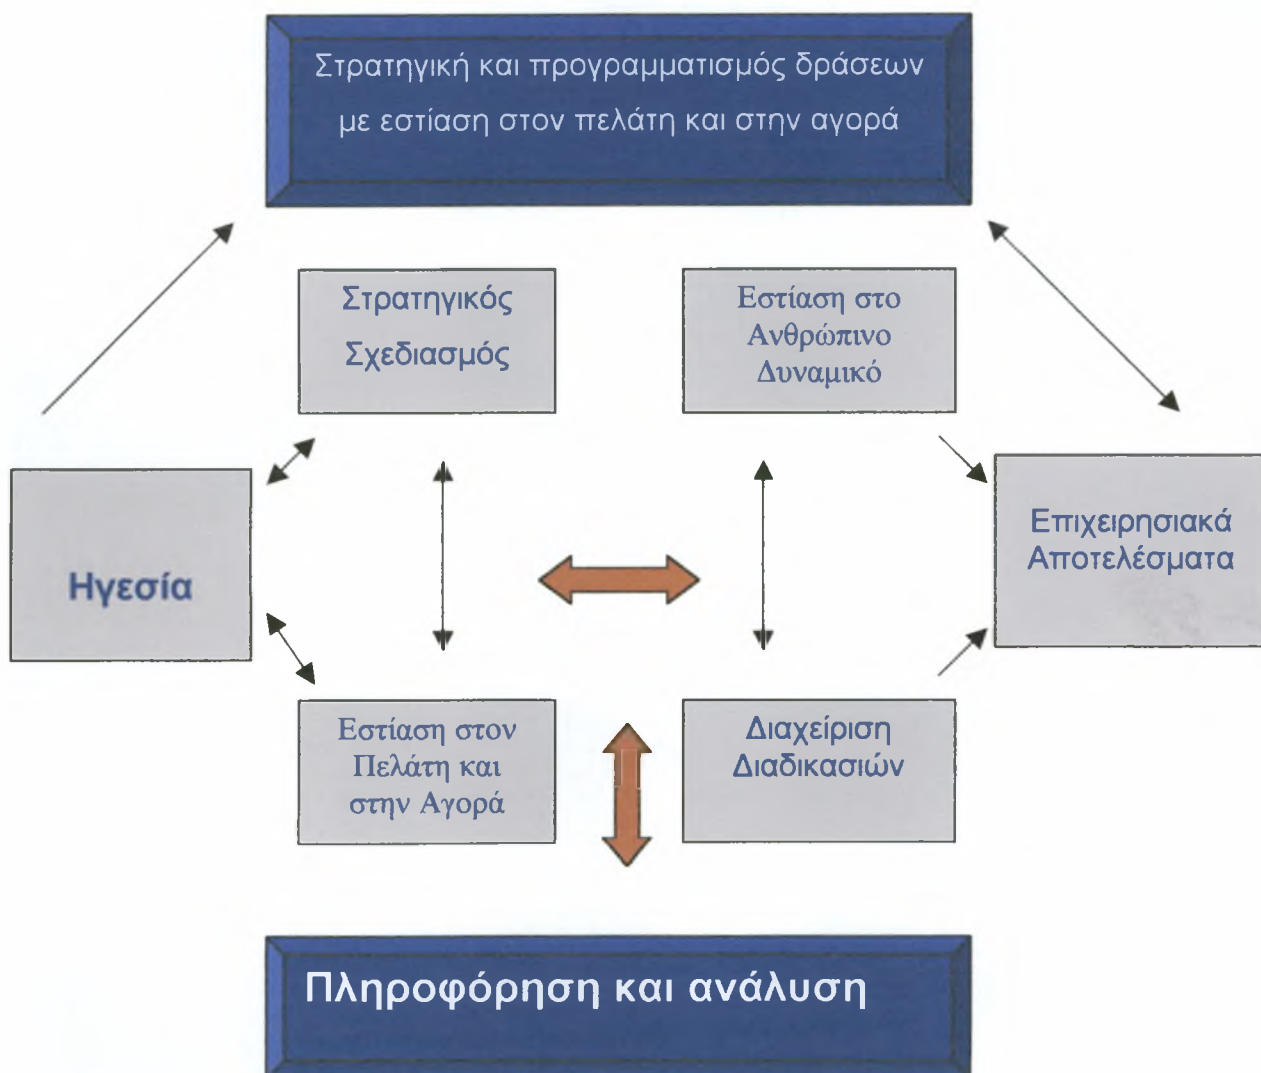 Στρατηγική και προγραμματισμός δράσεων
με εστίαση στον πελάτη και στην αγορά
Στρατηγικός
Σχεδιασμός
Εστίαση στο
Ανθρώπινο
Δυναμικό
Ηγεσία
Επιχειρησιακά
Αποτελέσματα
Εστίαση στον
Πελάτη και
στην Αγορά
Διαχείριση
Διαδικασιών
Πληροφόρηση και ανάλυση